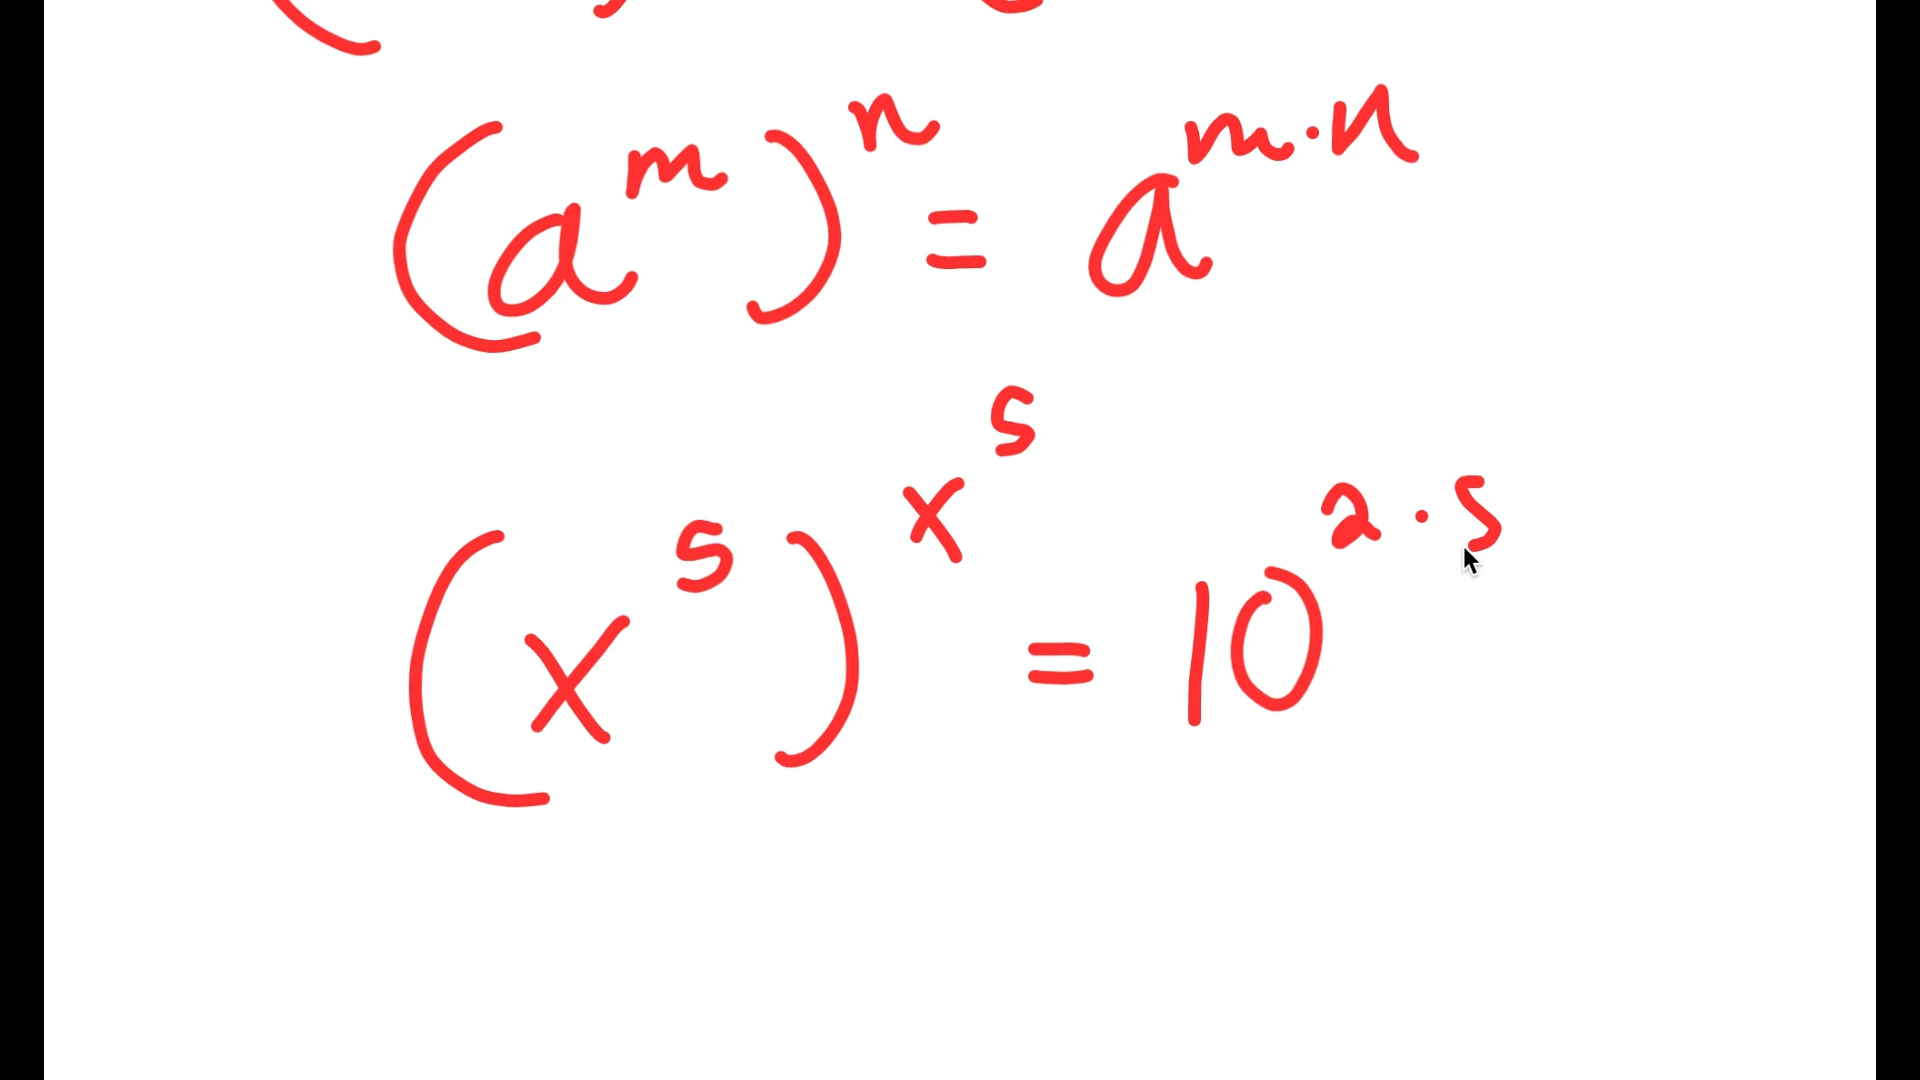 (a^m)^n = a^{m·n}
(x^5)^{x^5} = 10^{2·5}